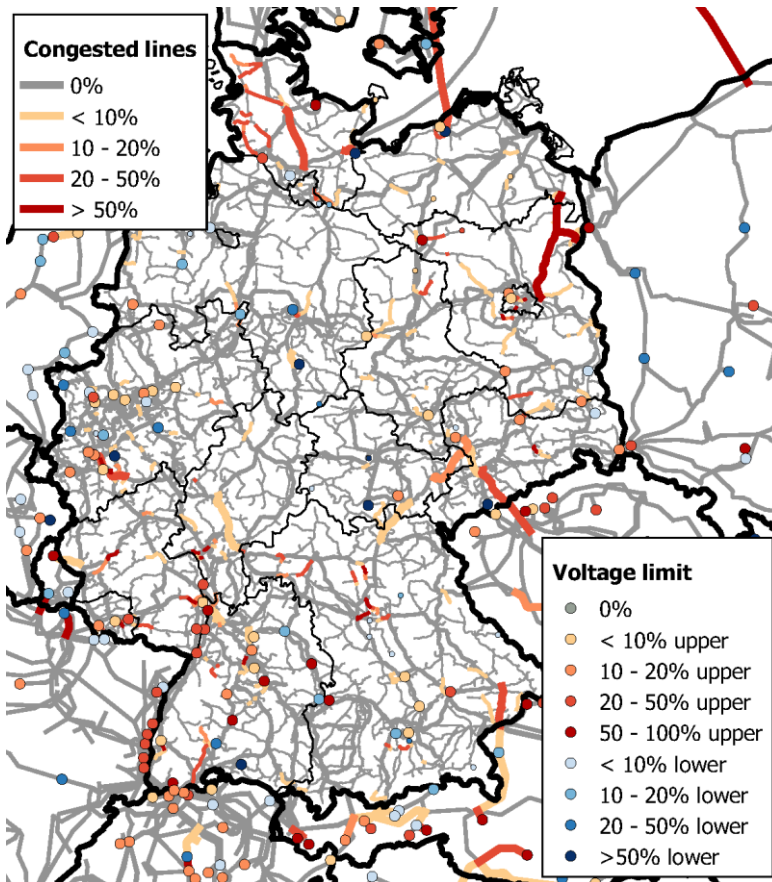 Congested lines
0%
< 10%
10 - 20%
20 - 50%
> 50%
Voltage limit
0%
< 10% upper
10 - 20% upper
20 - 50% upper
50 - 100% upper
< 10% lower
10 - 20% lower
20 - 50% lower
>50% lower